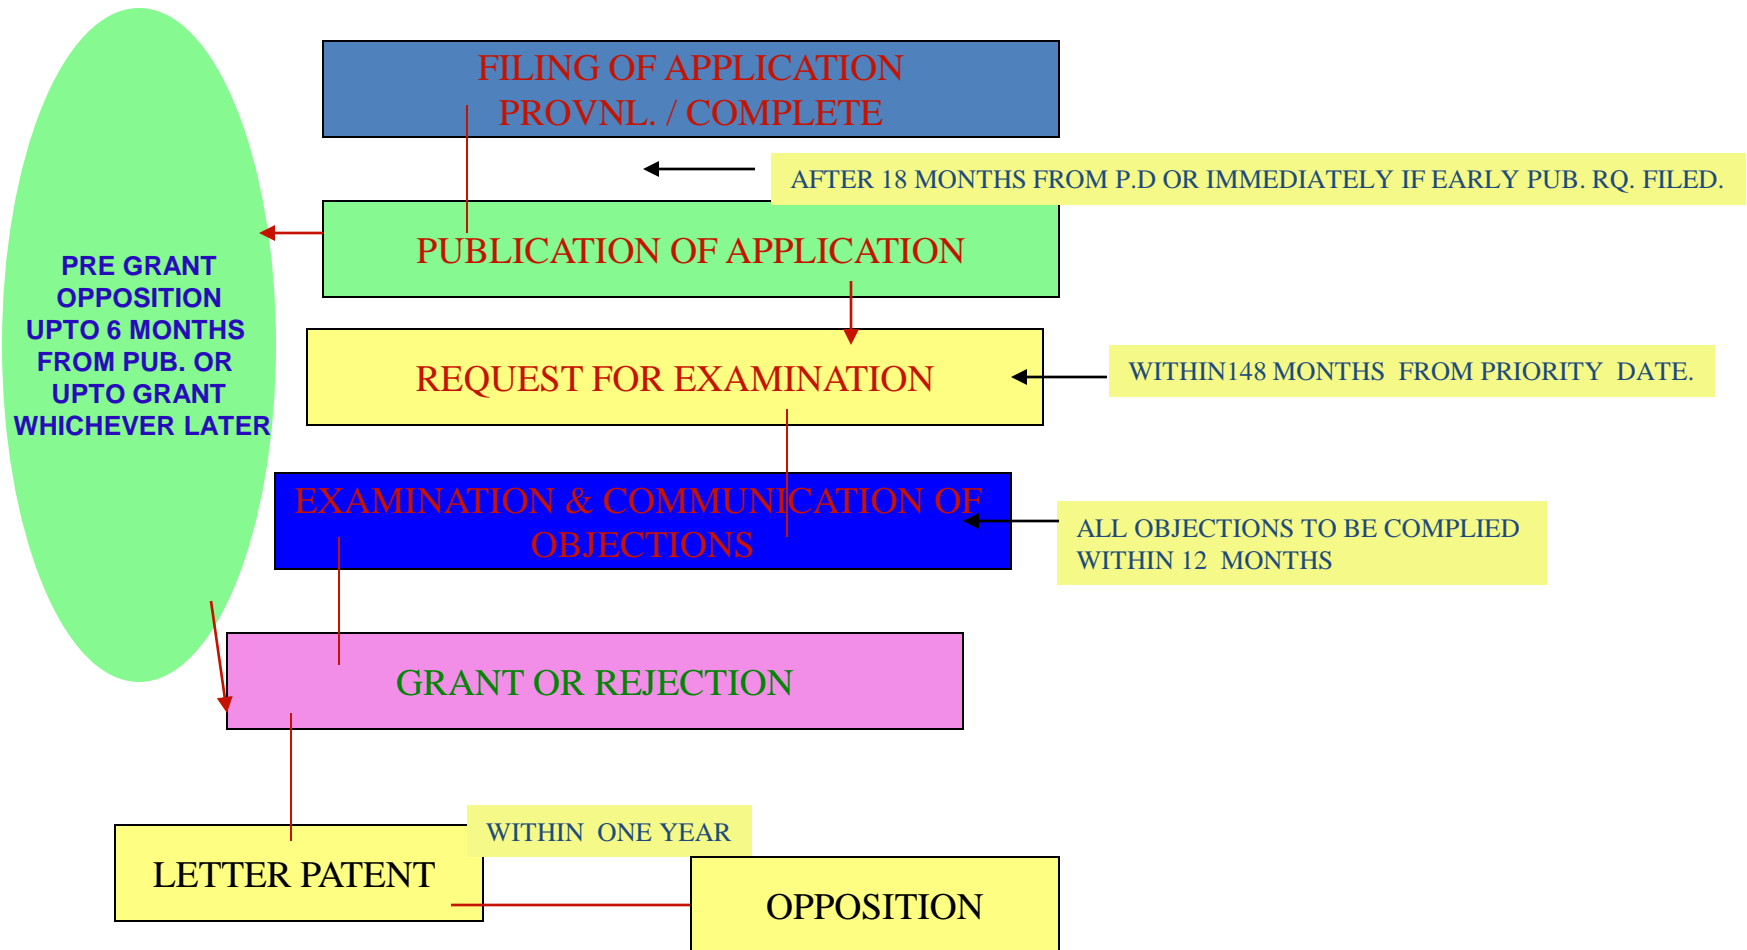 FILING OF APPLICATION
PROVNL. / COMPLETE
AFTER 18 MONTHS FROM P.D OR IMMEDIATELY IF EARLY PUB. RQ. FILED.
PUBLICATION OF APPLICATION
PRE GRANT
OPPOSITION
UPTO 6 MONTHS
FROM PUB. OR
UPTO GRANT
WHICHEVER LATER
REQUEST FOR EXAMINATION
WITHIN148 MONTHS FROM PRIORITY DATE.
EXAMINATION & COMMUNICATION OF
OBJECTIONS
ALL OBJECTIONS TO BE COMPLIED
WITHIN 12 MONTHS
GRANT OR REJECTION
LETTER PATENT
WITHIN ONE YEAR
OPPOSITION